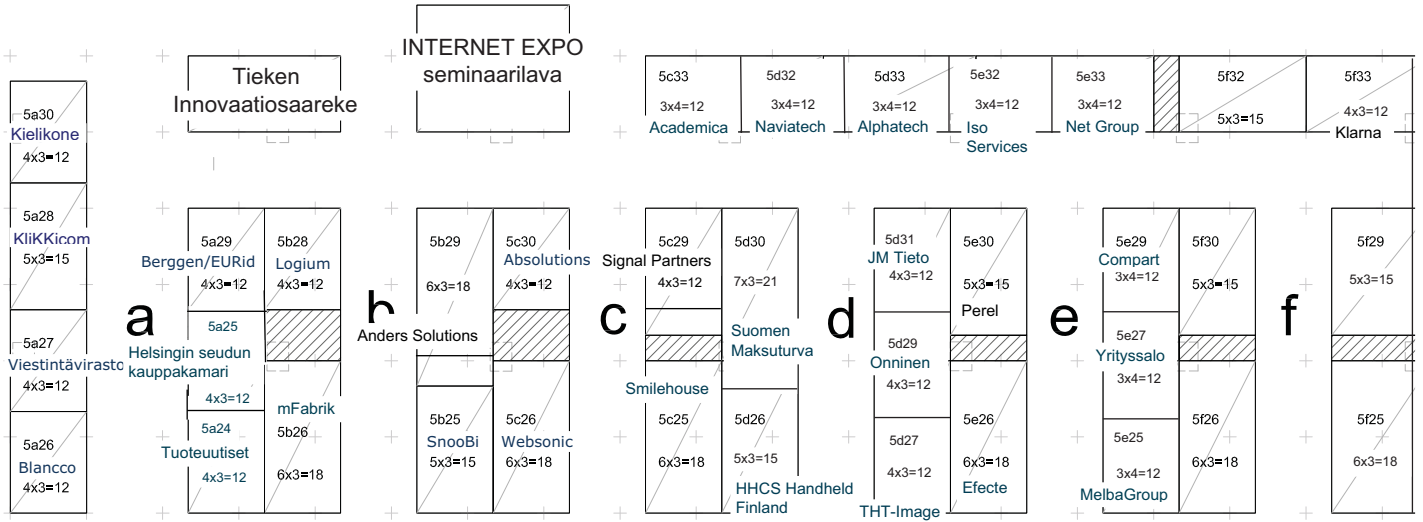 INTERNET EXPO
seminaarilava
Tieken
Innovaatiosaareke
5a30
Kielikone
4x3=12
5a28
KliKKicom
5x3=15
5a27
Viestintävirasto
4x3=12
5a26
Blancco
4x3=12
5c33
3x4=12
Academica
5d32
3x4=12
Naviatech
5d33
3x4=12
Alphatech
5e32
3x4=12
Iso
Services
5e33
3x4=12
Net Group
5f32
5x3=15
5f33
4x3=12
Klarna
a
5a29
Berggen/EURid
4x3=12
5a25
Helsingin seudun
kauppakamari
4x3=12
5a24
Tuoteuutiset
4x3=12
5b28
Logium
4x3=12
mFabrik
5b26
6x3=18
b
5b29
6x3=18
Anders Solutions
5b25
SnooBi
5x3=15
5c30
Absolutions
4x3=12
5c26
Websonic
6x3=18
c
5c29
Signal Partners
4x3=12
Smilehouse
5c25
6x3=18
5d30
7x3=21
Suomen
Maksuturva
5d26
5x3=15
HHCS Handheld
Finland
d
5d31
JM Tieto
4x3=12
5d29
Onninen
4x3=12
5d27
4x3=12
THT-Image
5e30
5x3=15
Perel
5e26
6x3=18
Efecte
e
5e29
Compart
3x4=12
5e27
Yrityssalo
3x4=12
5e25
3x4=12
MelbaGroup
5f30
5x3=15
5f26
6x3=18
f
5f29
5x3=15
5f25
6x3=18